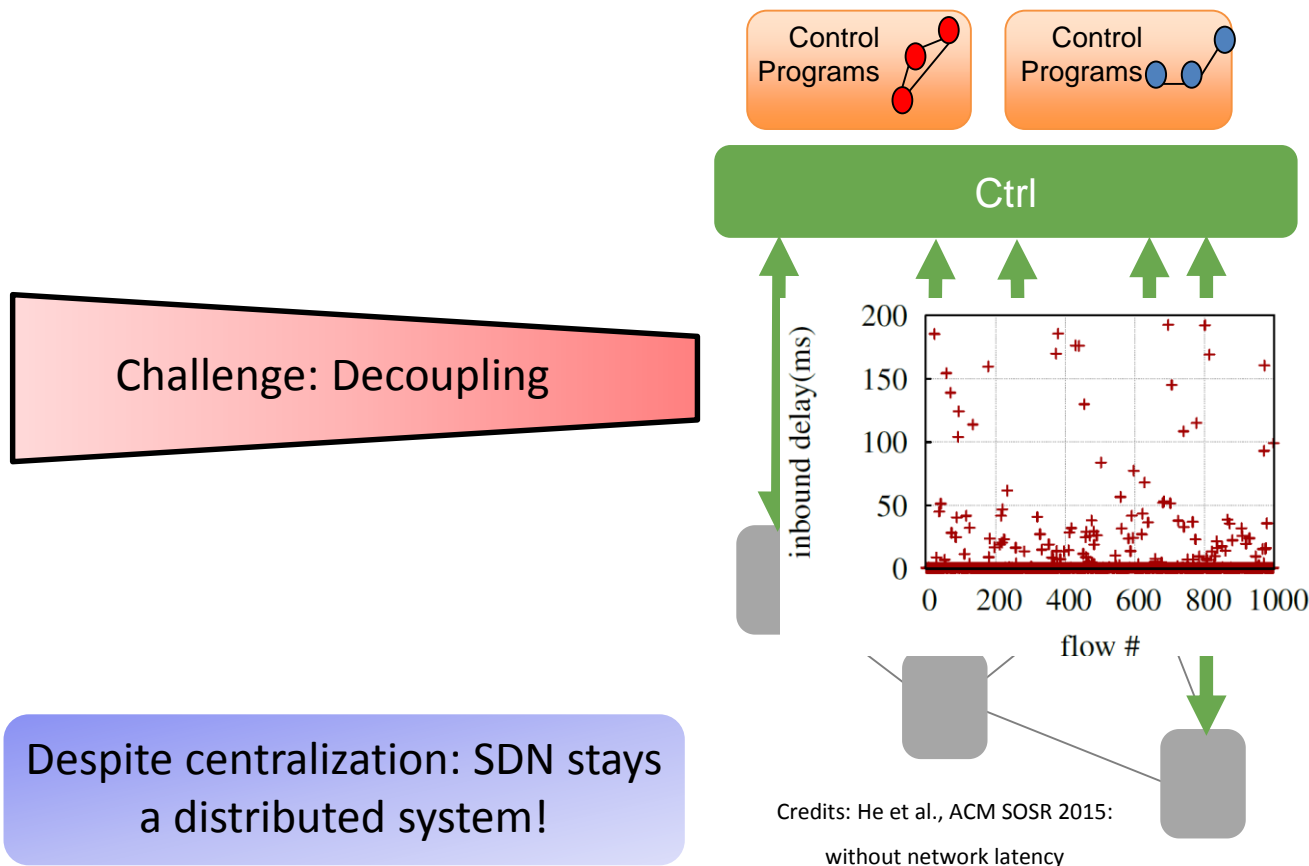 Control
Programs
Control
Programs
Ctrl
Challenge: Decoupling
inbound delay(ms)
200
150
100
50
0
0 200 400 600 800 1000
flow #
Despite centralization: SDN stays
a distributed system!
Credits: He et al., ACM SOSR 2015:
without network latency